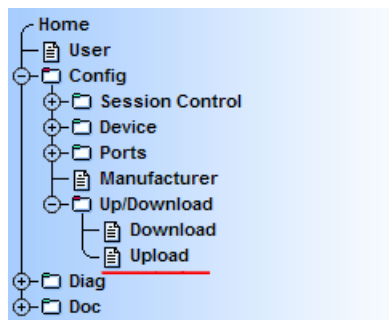 Home
User
Config
Session Control
Device
Ports
Manufacturer
Up/Download
Download
Upload
Diag
Doc